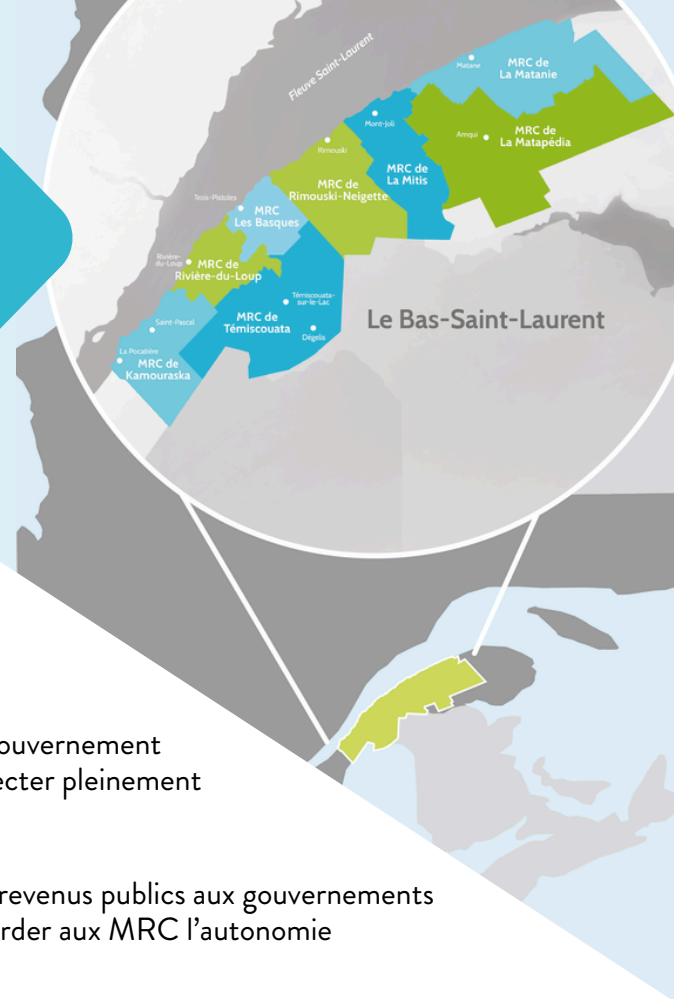 Fleuve Saint-Laurent
Matane
MRC de
La Matanie
Mont-Joli
Amqui
MRC de
La Matapédia
Rimouski
MRC de
La Mitis
MRC de
Rimouski-Neigette
Trois-Pistoles
MRC
Les Basques
Rivière-
du-Loup
MRC de
Rivière-du-Loup
Témiscouata-
sur-le-Lac
MRC de
Témiscouata
Dégelis
Saint-Pascal
La Pocatière
MRC de
Kamouraska
Le Bas-Saint-Laurent
ouvernement
ecter pleinement
revenus publics aux gouvernements
rder aux MRC l'autonomie